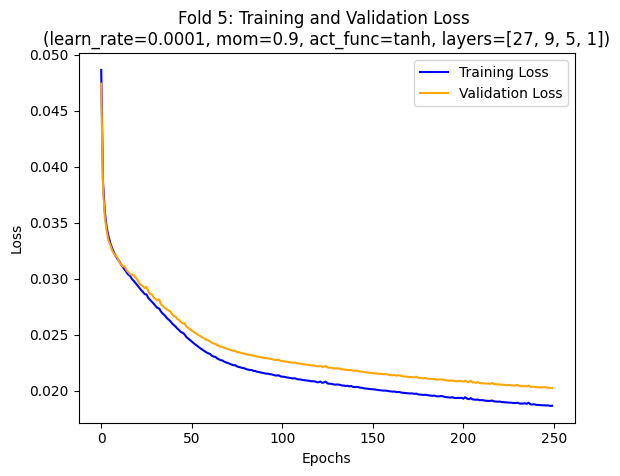 Fold 5: Training and Validation Loss
(learn_rate=0.0001, mom=0.9, act_func=tanh, layers=[27, 9, 5, 1])
Training Loss
Validation Loss
0.050
0.045
0.040
0.035
0.030
0.025
0.020
Loss
0
50
100
150
200
250
Epochs